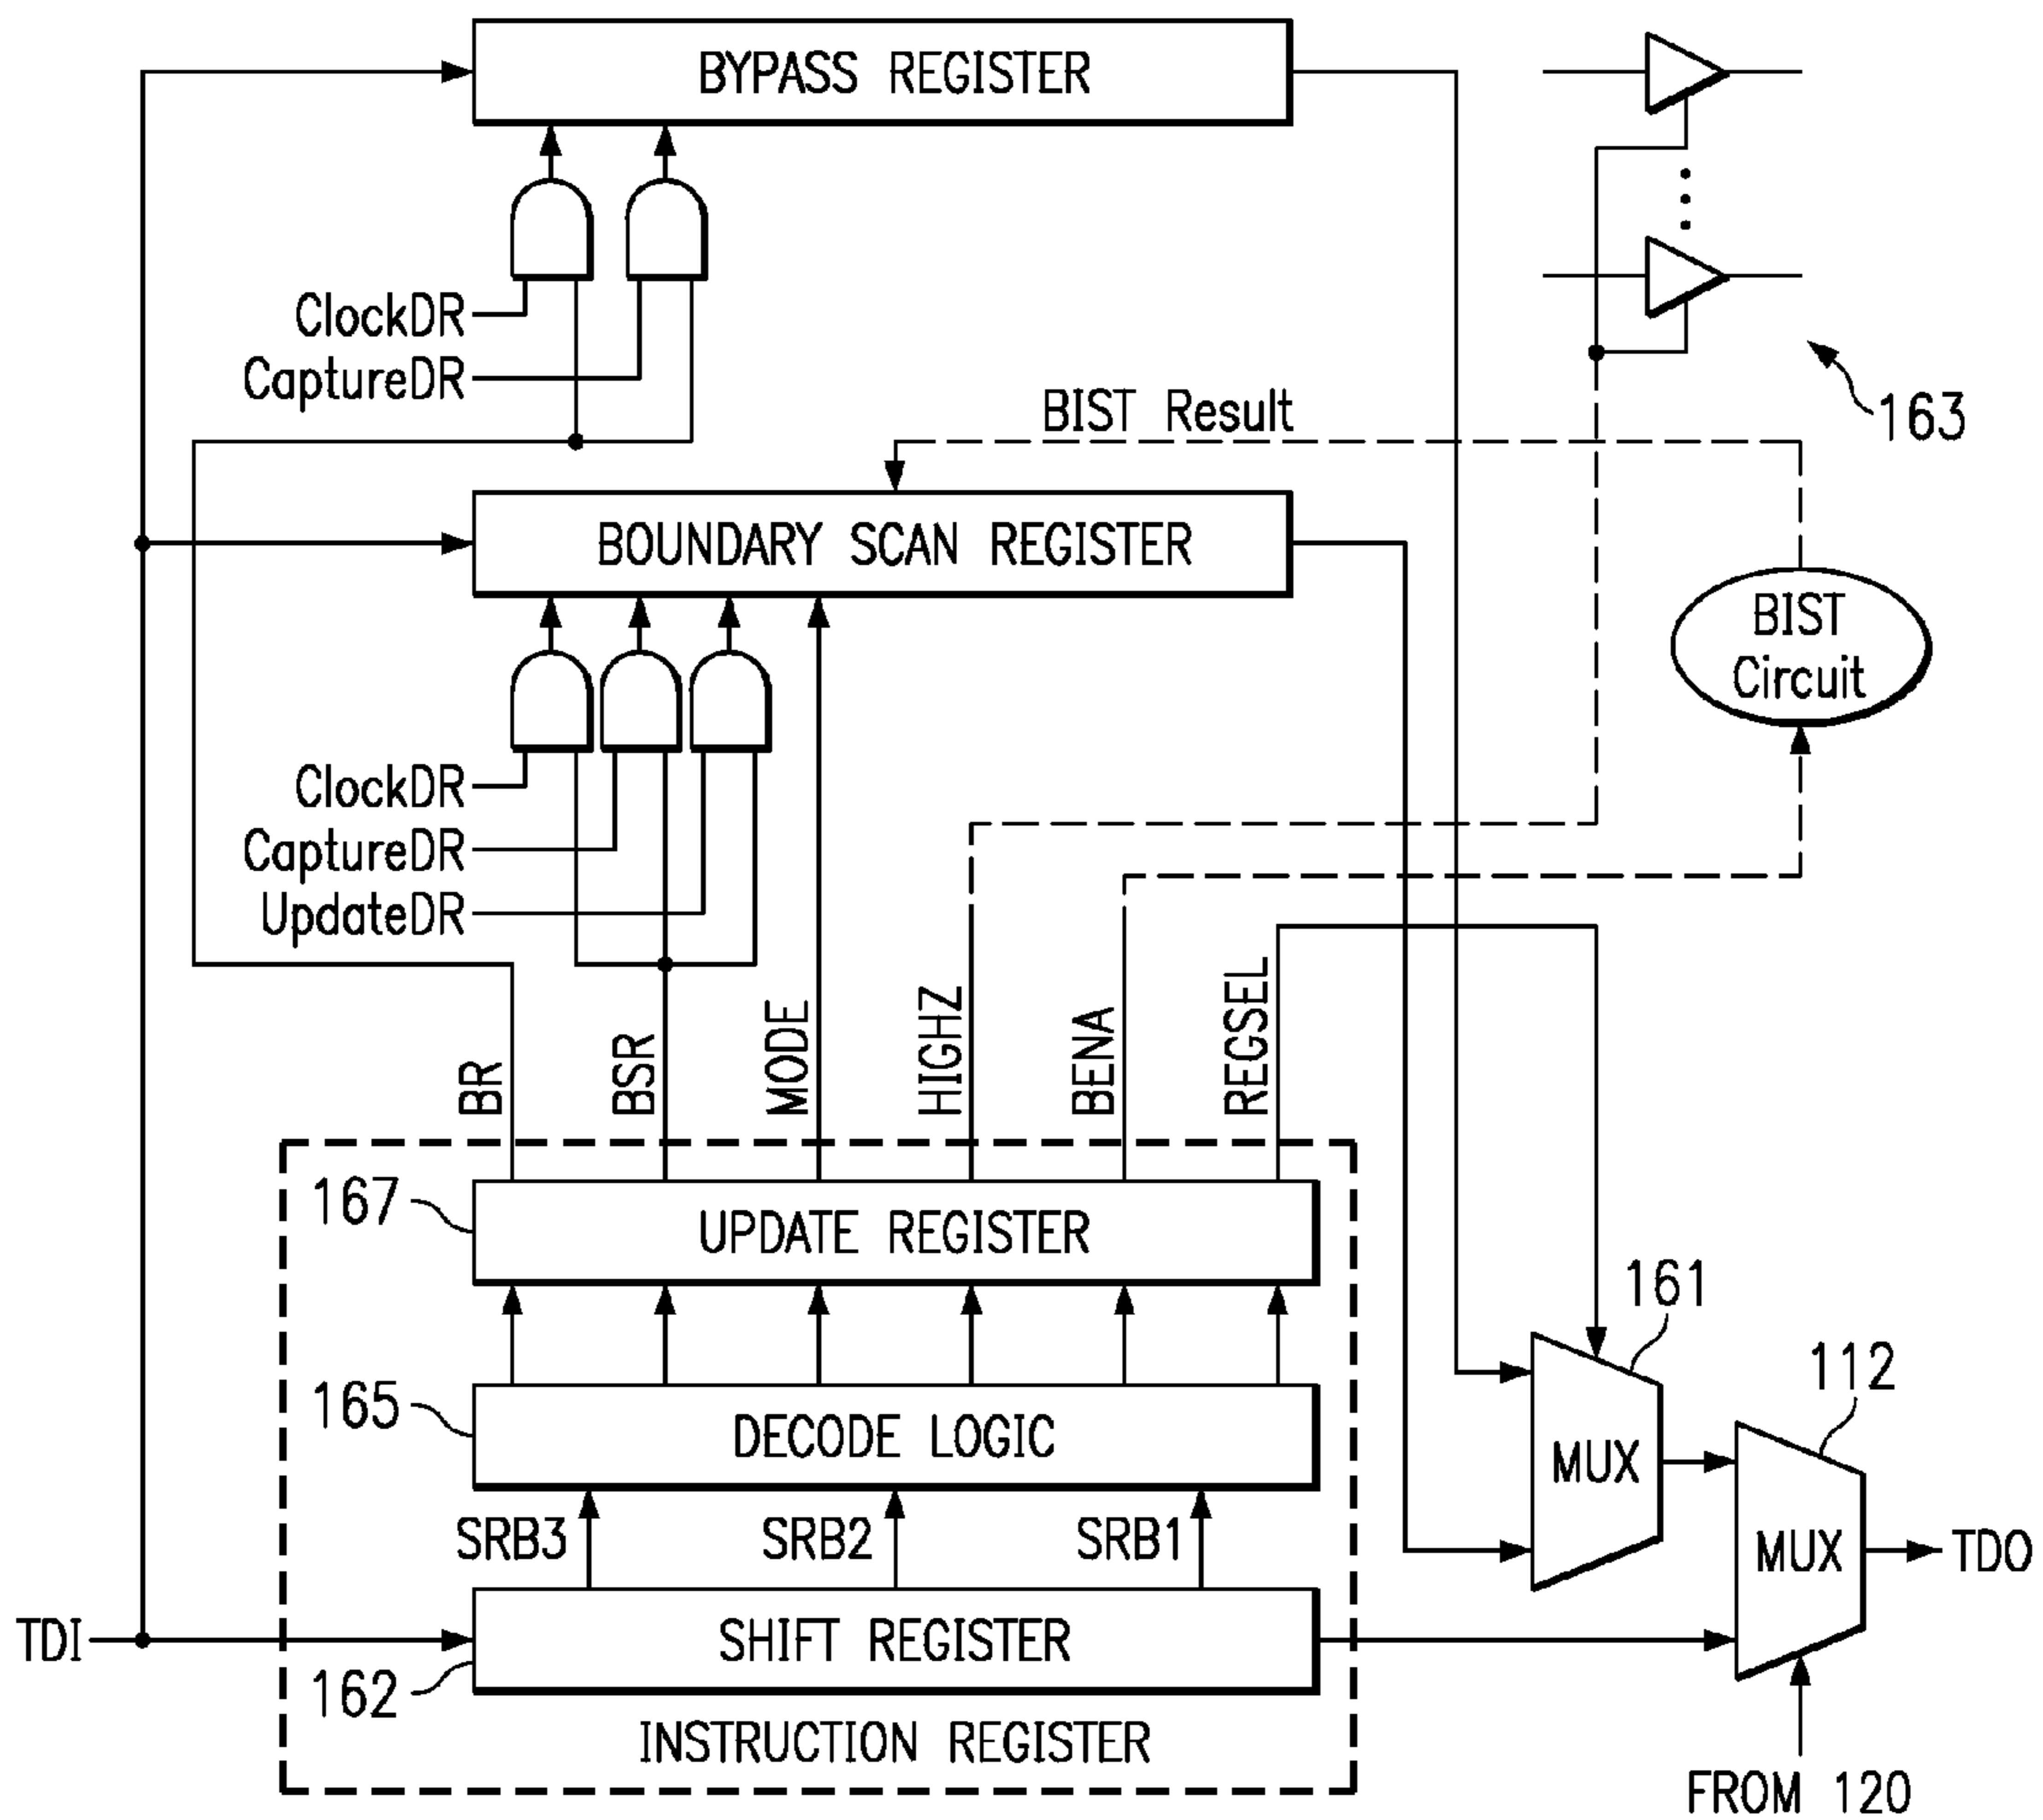 BYPASS REGISTER
ClockDR
CaptureDR
163
BIST Result
BOUNDARY SCAN REGISTER
BIST
Circuit
ClockDR
CaptureDR
UpdateDR
BR
BSR
MODE
HIGHZ
BENA
REGSEL
167
UPDATE REGISTER
161
112
165
DECODE LOGIC
MUX
MUX
TDO
SRB3
SRB2
SRB1
TDI
SHIFT REGISTER
162
INSTRUCTION REGISTER
FROM 120